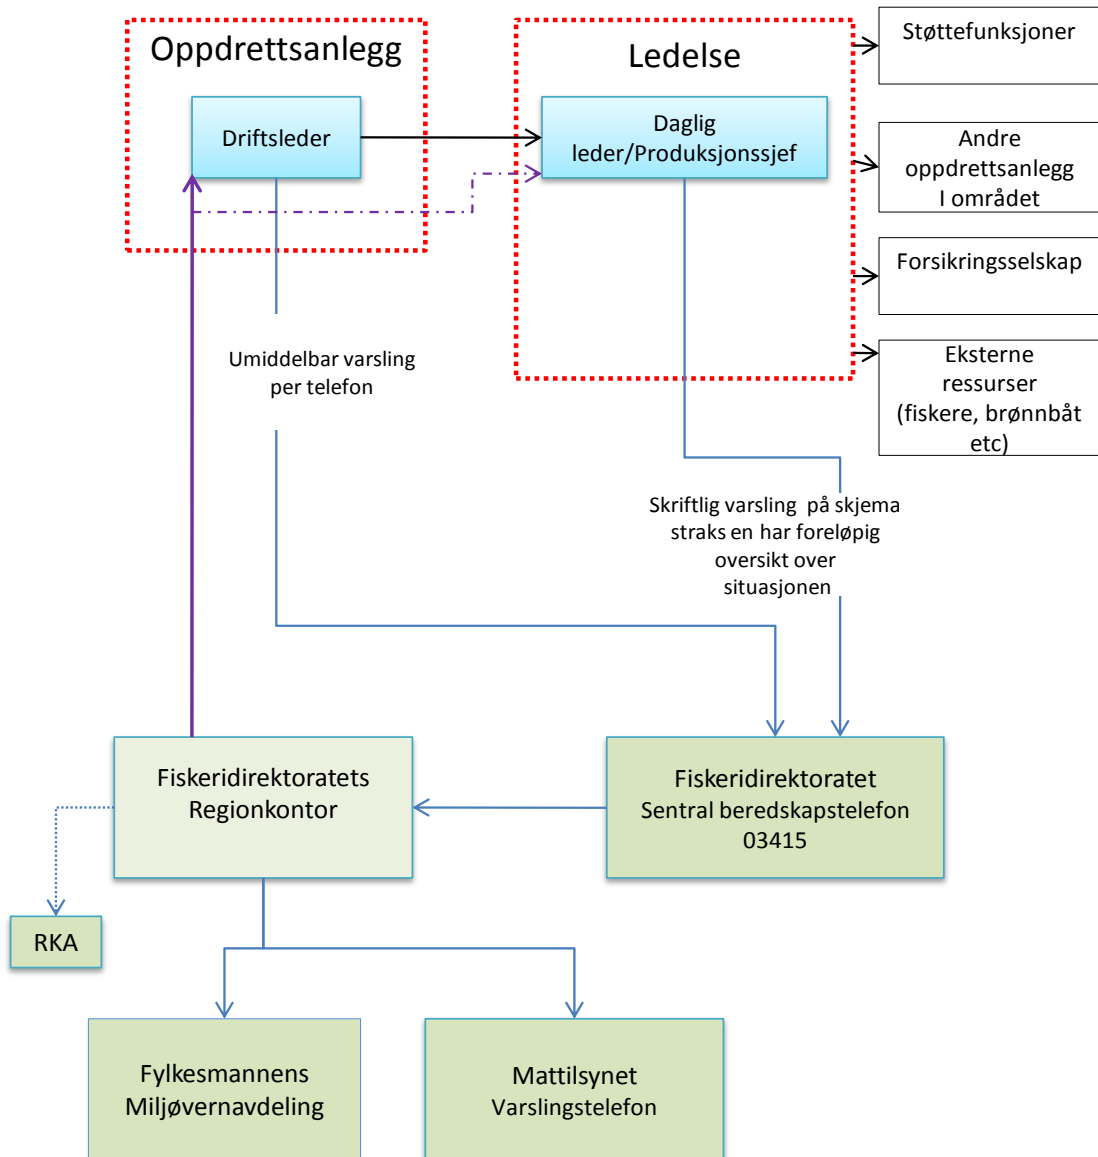 Oppdrettsanlegg
Driftsleder
Ledelse
Daglig
leder/Produksjonssjef
Støttefunksjoner
Andre
oppdrettsanlegg
I området
Forsikringsselskap
Eksterne
ressurser
(fiskere, brønnbåt
etc)
Umiddelbar varsling
per telefon
Skriftlig varsling på skjema
straks en har foreløpig
oversikt over
situasjonen
Fiskeridirektoratets
Regionkontor
Fiskeridirektoratet
Sentral beredskapstelefon
03415
RKA
Fylkesmannens
Miljøvernavdeling
Mattilsynet
Varslingstelefon